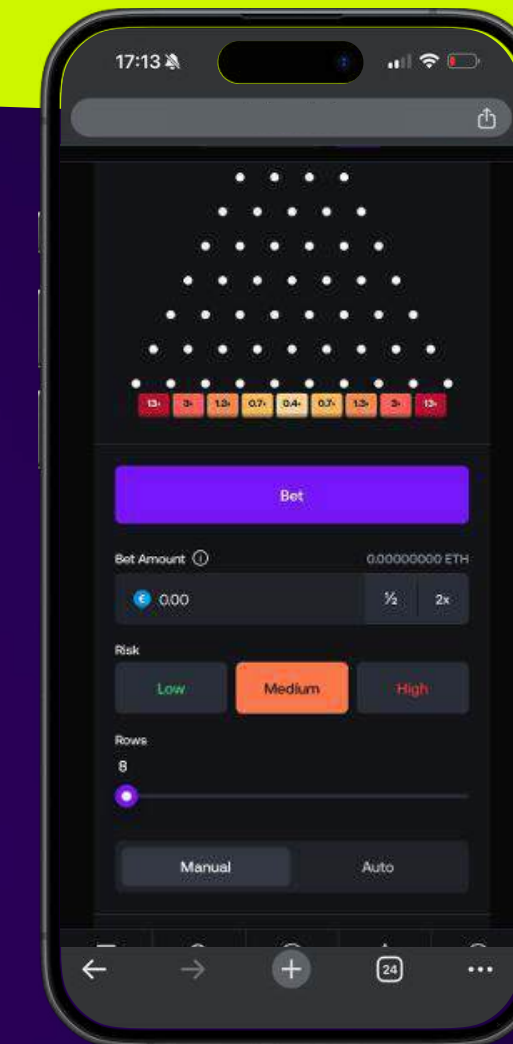 17:13
13x 3x 1.3x 0.7x 0.4x 0.7x 1.3x 3x 13x
Bet
Bet Amount 0.00000000 ETH
€ 0.00 ½ 2x
Risk
Low Medium High
Rows
8
Manual Auto
24